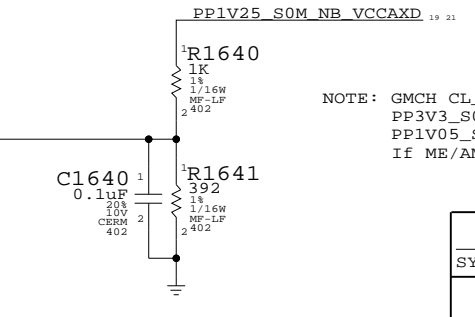 PP1V25_S0M_NB_VCCAXD 19 21
1
R1640
1K
1%
1/16W
MF-LF
402
2
NOTE: GMCH CL_
PP3V3_S0
PP1V05_S
If ME/AM
C1640
0.1uF
20%
10V
CERM
402
1
2
1
R1641
392
1%
1/16W
MF-LF
402
2
SY